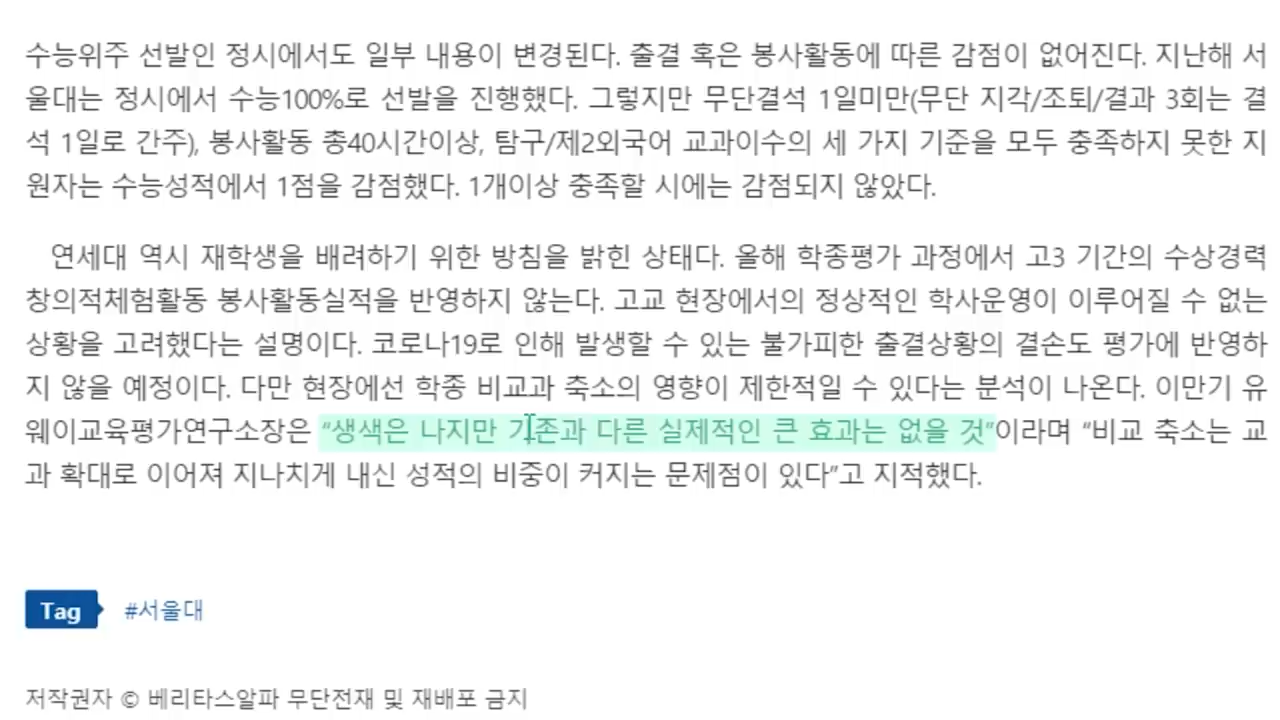 수능위주 선발인 정시에서도 일부 내용이 변경된다. 출결 혹은 봉사활동에 따른 감점이 없어진다. 지난해 서
울대는 정시에서 수능100%로 선발을 진행했다. 그렇지만 무단결석 1일미만(무단 지각/조퇴/결과 3회는 결
석 1일로 간주), 봉사활동 총40시간이상, 탐구/제2외국어 교과이수의 세 가지 기준을 모두 충족하지 못한 지
원자는 수능성적에서 1점을 감점했다. 1개이상 충족할 시에는 감점되지 않았다.
연세대 역시 재학생을 배려하기 위한 방침을 밝힌 상태다. 올해 학종평가 과정에서 고3 기간의 수상경력
창의적체험활동 봉사활동실적을 반영하지 않는다. 고교 현장에서의 정상적인 학사운영이 이루어질 수 없는
상황을 고려했다는 설명이다. 코로나19로 인해 발생할 수 있는 불가피한 출결상황의 결손도 평가에 반영하
지 않을 예정이다. 다만 현장에선 학종 비교과 축소의 영향이 제한적일 수 있다는 분석이 나온다. 이만기 유
웨이교육평가연구소장은 “생색은 나지만 기존과 다른 실제적인 큰 효과는 없을 것”이라며 “비교 축소는 교
과 확대로 이어져 지나치게 내신 성적의 비중이 커지는 문제점이 있다”고 지적했다.
Tag #서울대
저작권자 © 베리타스알파 무단전재 및 재배포 금지